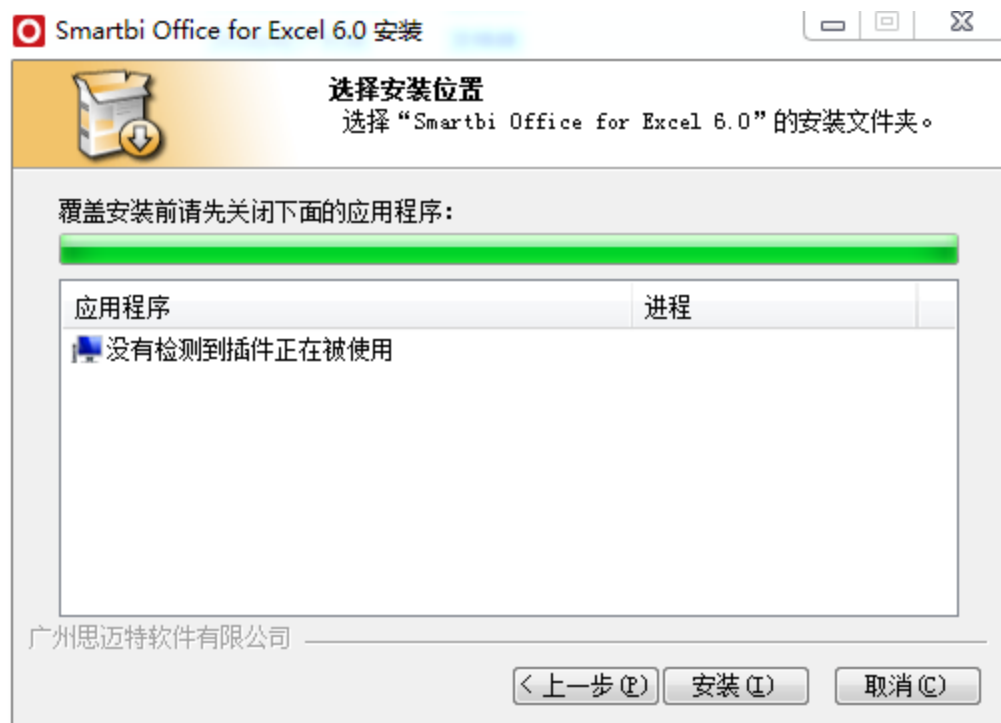 Smartbi Office for Excel 6.0 安装
选择安装位置
选择“Smartbi Office for Excel 6.0”的安装文件夹。
覆盖安装前请先关闭下面的应用程序：
应用程序 进程
没有检测到插件正在被使用
广州思迈特软件有限公司
< 上一步(P) 安装(I) 取消(C)